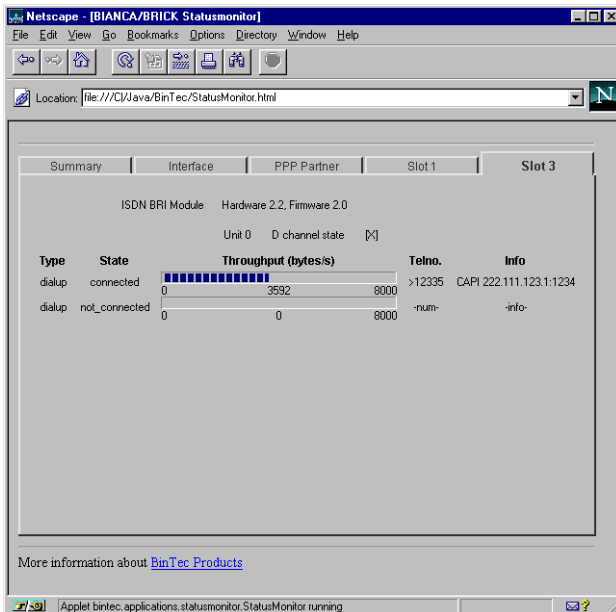 Netscape - [BIANCA/BRICK Statusmonitor]
File Edit View Go Bookmarks Options Directory Window Help
Location: file:///C|/Java/BinTec/StatusMonitor.html
N
Summary Interface PPP Partner Slot 1 Slot 3
ISDN BRI Module Hardware 2.2, Firmware 2.0
Unit 0 D channel state [X]
Type State Throughput (bytes/s) Telno. Info
dialup connected >12335 CAPI 222.111.123.1:1234
0 3592 8000
dialup not_connected -num- -info-
0 0 8000
More information about BinTec Products
Applet bintec.applications.statusmonitor.StatusMonitor running